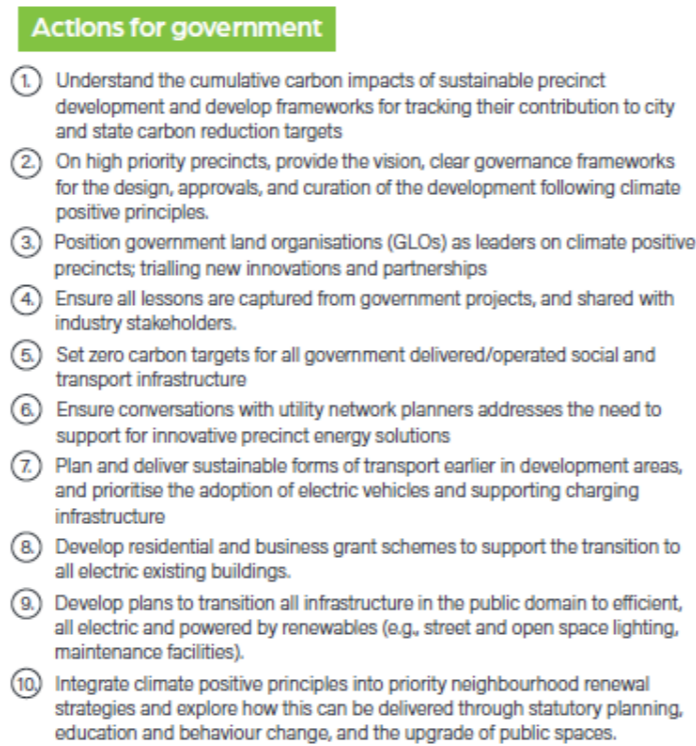 Actions for government
1. Understand the cumulative carbon impacts of sustainable precinct
development and develop frameworks for tracking their contribution to city
and state carbon reduction targets
2. On high priority precincts, provide the vision, clear governance frameworks
for the design, approvals, and curation of the development following climate
positive principles.
3. Position government land organisations (GLOs) as leaders on climate positive
precincts; trialling new innovations and partnerships
4. Ensure all lessons are captured from government projects, and shared with
industry stakeholders.
5. Set zero carbon targets for all government delivered/operated social and
transport infrastructure
6. Ensure conversations with utility network planners addresses the need to
support for innovative precinct energy solutions
7. Plan and deliver sustainable forms of transport earlier in development areas,
and prioritise the adoption of electric vehicles and supporting charging
infrastructure
8. Develop residential and business grant schemes to support the transition to
all electric existing buildings.
9. Develop plans to transition all infrastructure in the public domain to efficient,
all electric and powered by renewables (e.g., street and open space lighting,
maintenance facilities).
10. Integrate climate positive principles into priority neighbourhood renewal
strategies and explore how this can be delivered through statutory planning,
education and behaviour change, and the upgrade of public spaces.